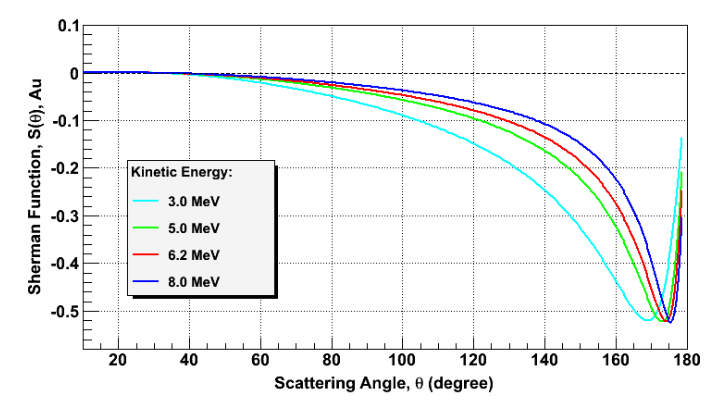 Sherman Function, S(θ), Au
0.1
0
-0.1
-0.2
-0.3
-0.4
-0.5
Kinetic Energy:
3.0 MeV
5.0 MeV
6.2 MeV
8.0 MeV
20 40 60 80 100 120 140 160 180
Scattering Angle, θ (degree)